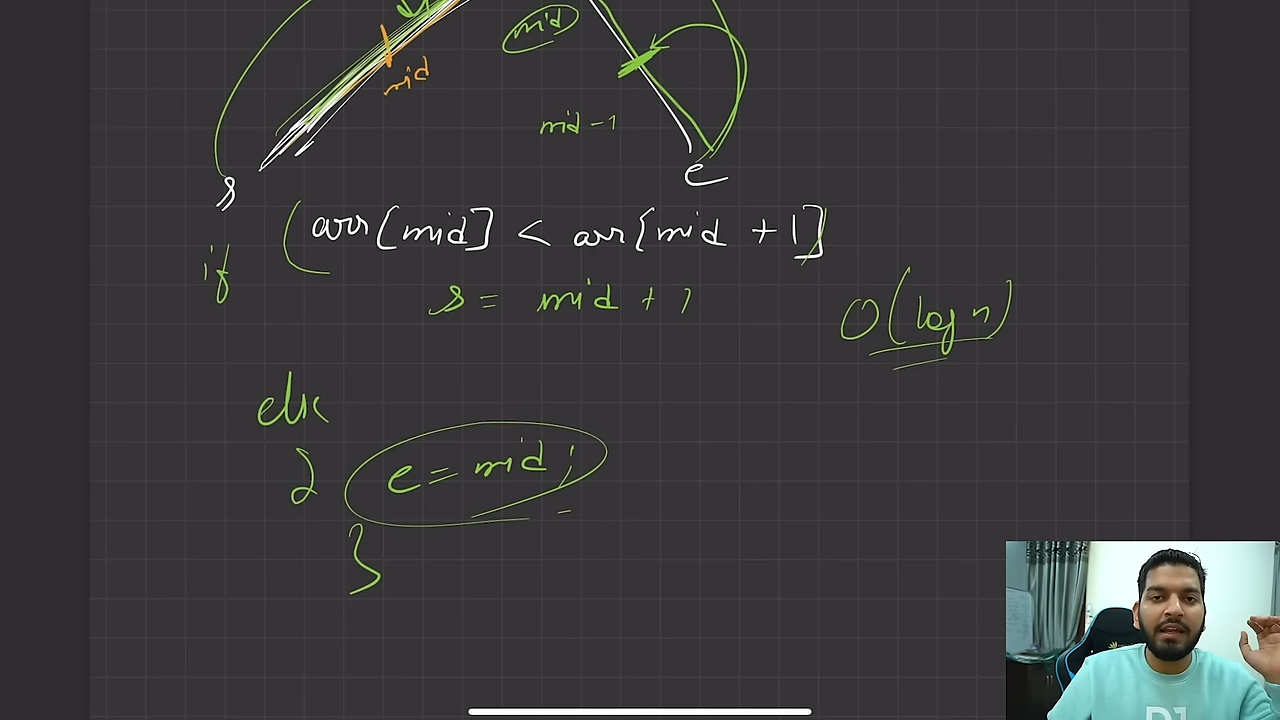 mid
mid
mid - 1
s
e
if (arr[mid] < arr[mid + 1]
s = mid + 1
O(log n)
else
{ e = mid;
}